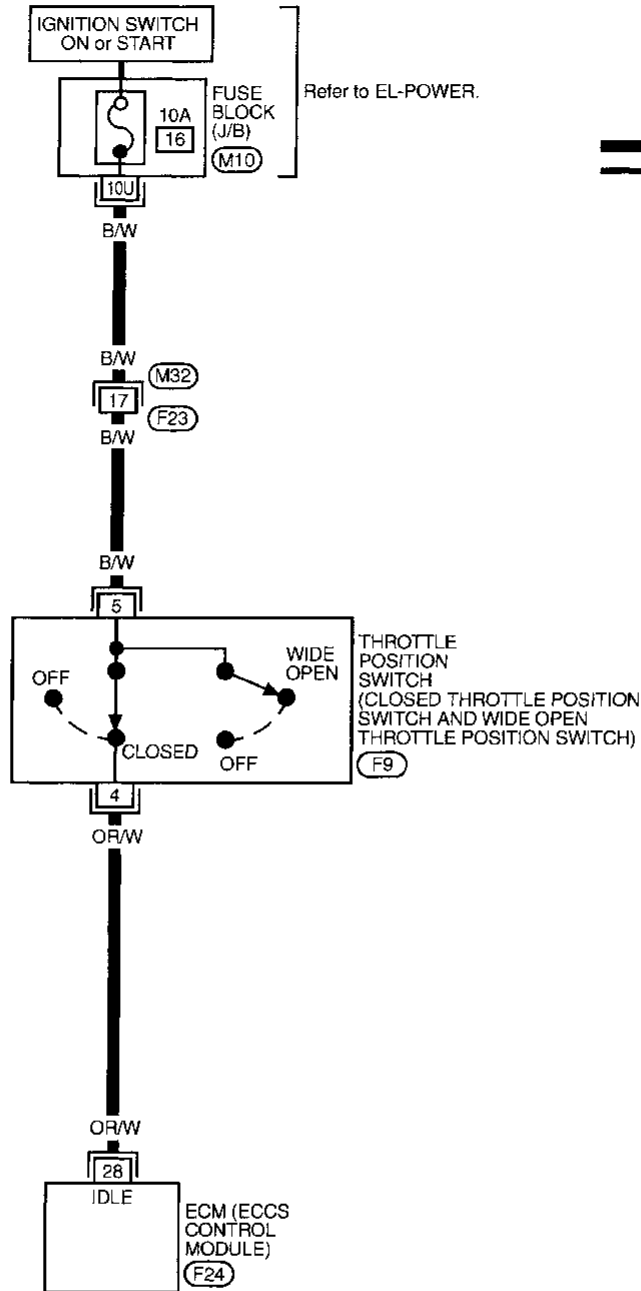 IGNITION SWITCH
ON or START
Refer to EL-POWER.
FUSE
BLOCK
(J/B)
10A
16
M10
10U
B/W
B/W
M32
17
F23
B/W
B/W
5
OFF
WIDE
OPEN
CLOSED
OFF
THROTTLE
POSITION
SWITCH
(CLOSED THROTTLE POSITION
SWITCH AND WIDE OPEN
THROTTLE POSITION SWITCH)
F9
4
OR/W
OR/W
28
IDLE
ECM (ECCS
CONTROL
MODULE)
F24